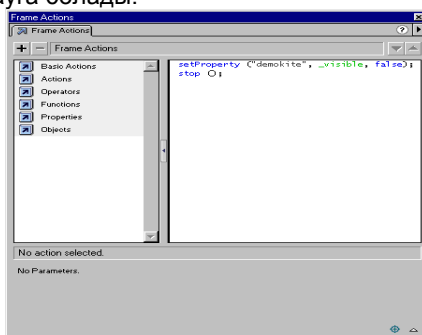 болады.
Frame Actions
Frame Actions
Frame Actions
Basic Actions
Actions
Operators
Functions
Properties
Objects
setProperty ("demokite", _visible, false);
stop ();
No action selected.
No Parameters.